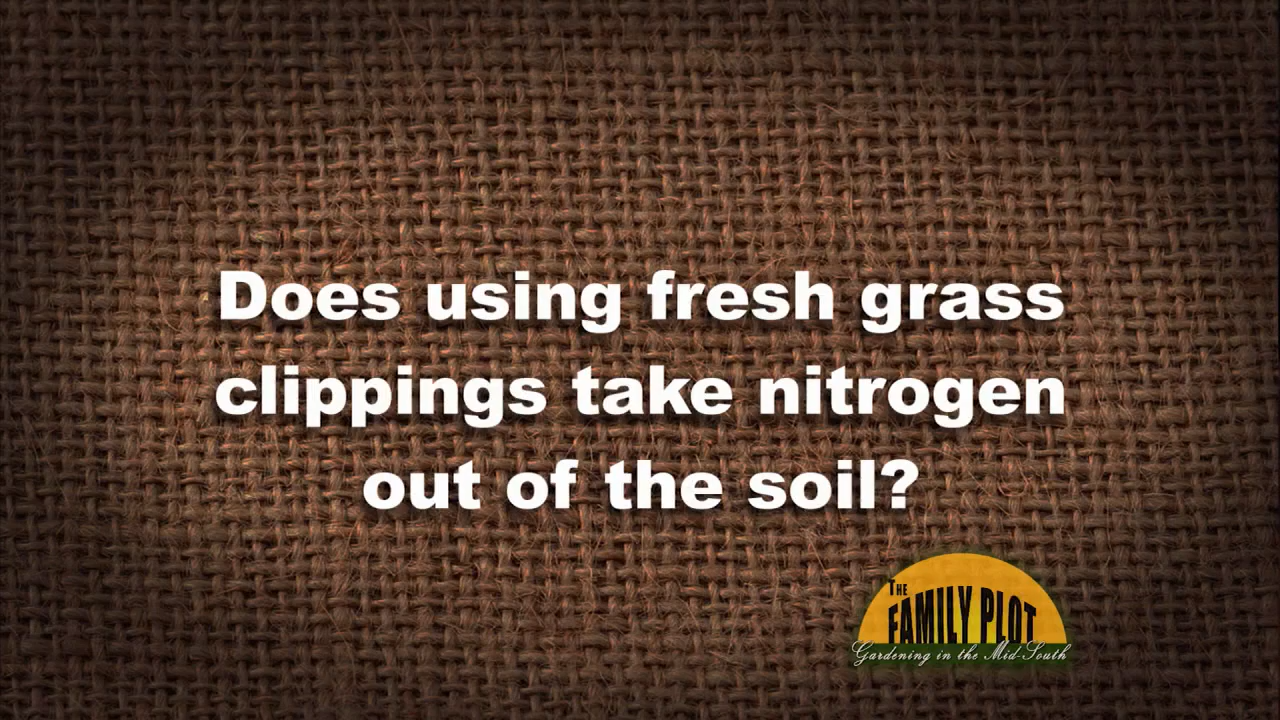 Does using fresh grass
clippings take nitrogen
out of the soil?
THE
FAMILY PLOT
Gardening in the Mid-South